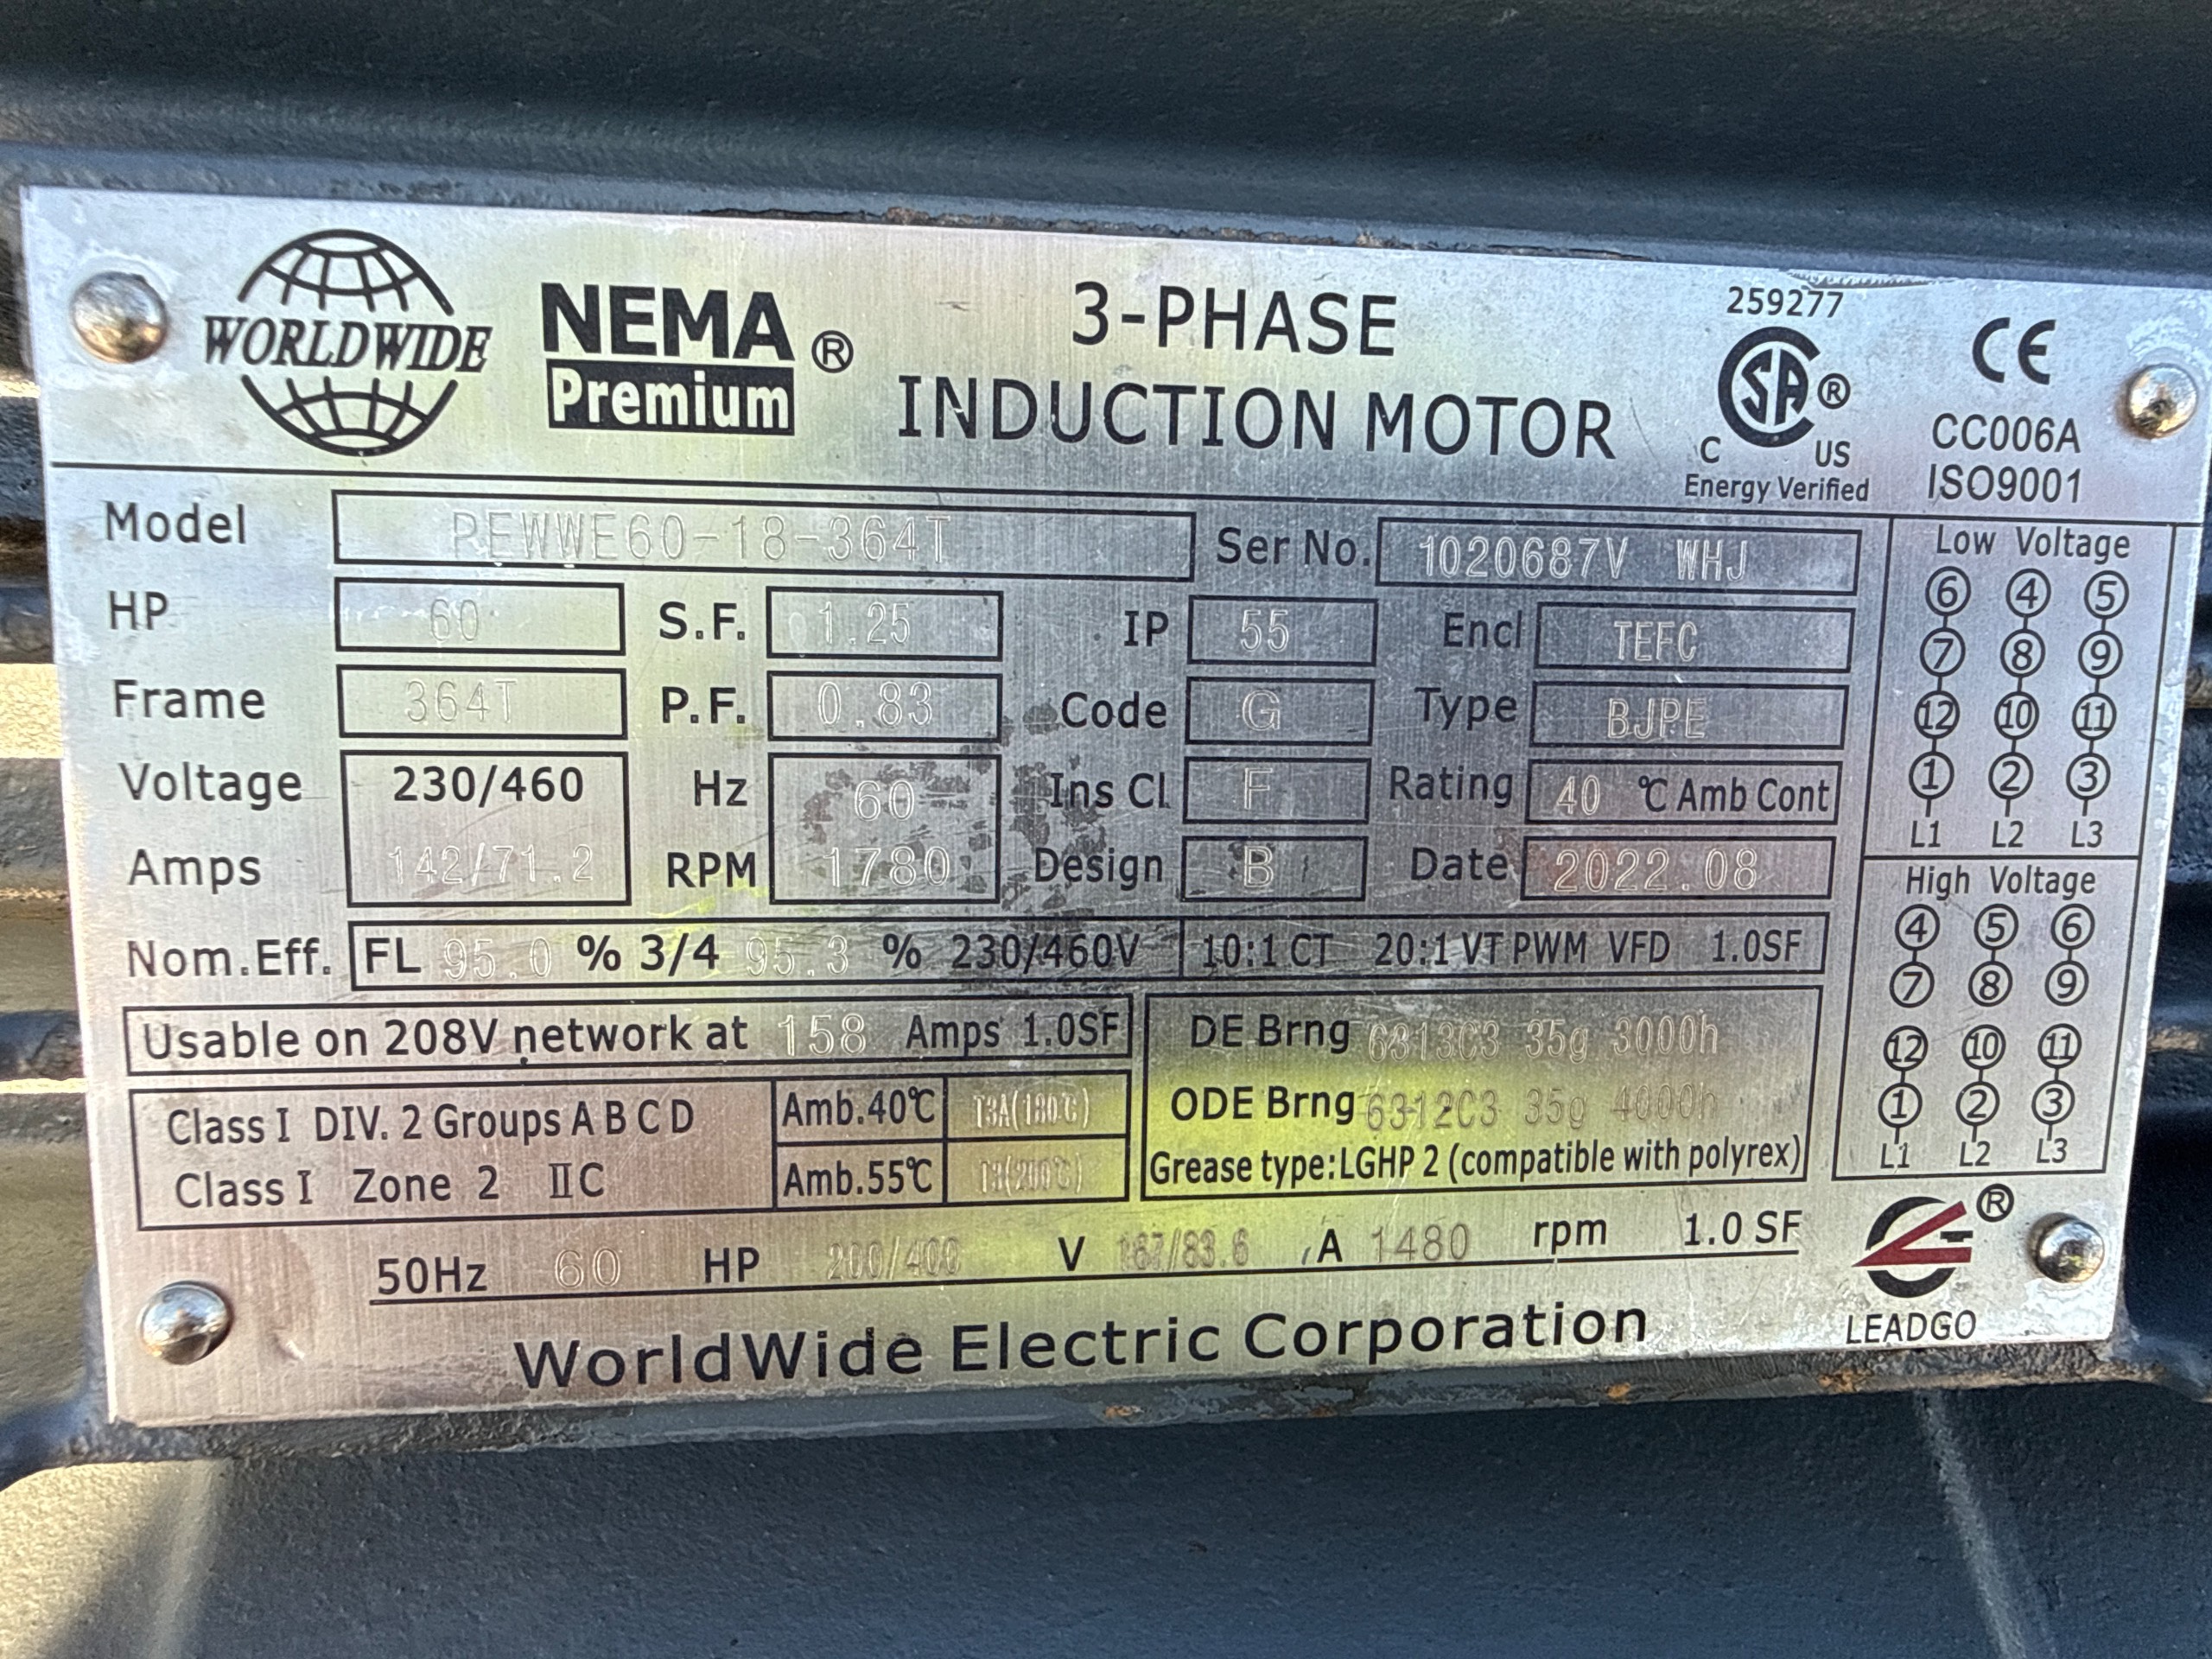 WORLDWIDE
NEMA
Premium®
3-PHASE
INDUCTION MOTOR
259277
SA®
C US
Energy Verified
CE
CC006A
ISO9001
Model PEWWE60-18-364T Ser No. 1020687V WHJ
HP 60 S.F. 1.25 IP 55 Encl TEFC
Frame 364T P.F. 0.83 Code G Type BJPE
Voltage 230/460 Hz 60 Ins Cl F Rating 40 ℃ Amb Cont
Amps 142/71.2 RPM 1780 Design B Date 2022.08
Nom.Eff. FL 95.0 % 3/4 95.3 % 230/460V 10:1 CT 20:1 VT PWM VFD 1.0SF
Usable on 208V network at 158 Amps 1.0SF
DE Brng 6313C3 35g 3000h
ODE Brng 6312C3 35g 4000h
Grease type:LGHP 2 (compatible with polyrex)
Class I DIV. 2 Groups A B C D
Class I Zone 2 IIC
Amb.40℃ T3A(180℃)
Amb.55℃ T3(200℃)
50Hz 60 HP 200/400 V 167/83.6 A 1480 rpm 1.0 SF
WorldWide Electric Corporation
Low Voltage
⑥ ④ ⑤
⑦ ⑧ ⑨
⑫ ⑩ ⑪
① ② ③
L1 L2 L3
High Voltage
④ ⑤ ⑥
⑦ ⑧ ⑨
⑫ ⑩ ⑪
① ② ③
L1 L2 L3
®
LEADGO